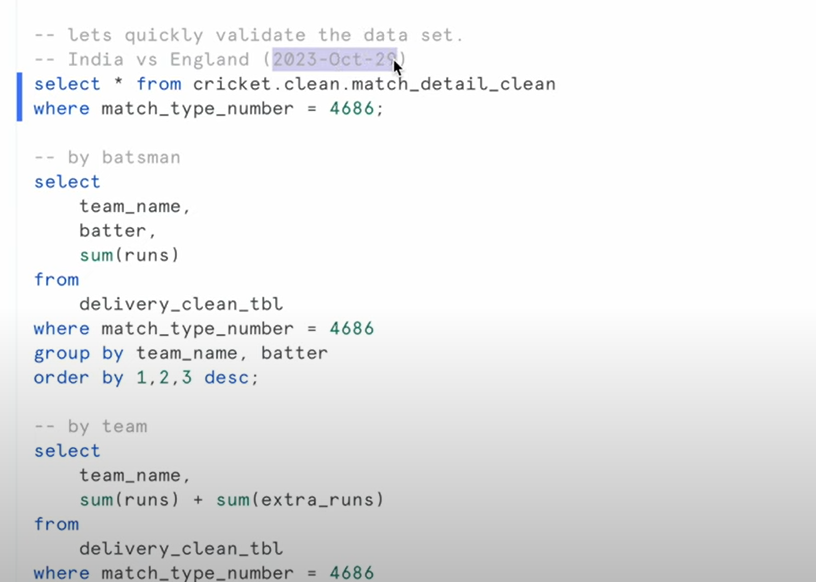 -- lets quickly validate the data set.
-- India vs England (2023-Oct-29)
select * from cricket.clean.match_detail_clean
where match_type_number = 4686;
-- by batsman
select
team_name,
batter,
sum(runs)
from
delivery_clean_tbl
where match_type_number = 4686
group by team_name, batter
order by 1,2,3 desc;
-- by team
select
team_name,
sum(runs) + sum(extra_runs)
from
delivery_clean_tbl
where match_type_number = 4686